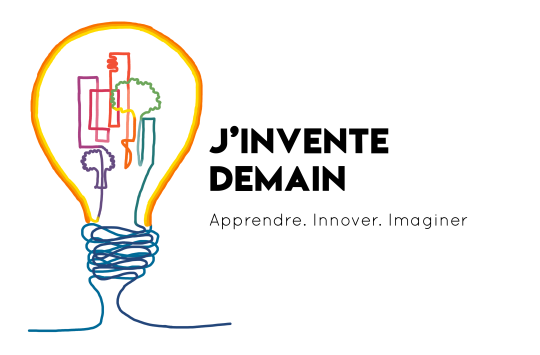 J'INVENTE
DEMAIN
Apprendre. Innover. Imaginer